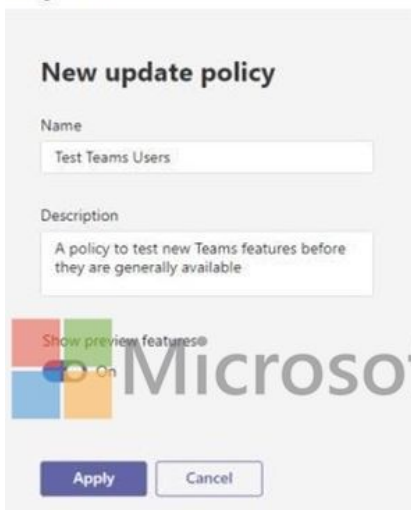 New update policy
Name
Test Teams Users
Description
A policy to test new Teams features before
they are generally available
Show preview features
On
Microso
Apply
Cancel